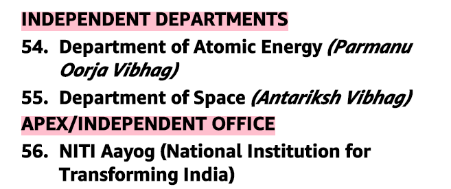 INDEPENDENT DEPARTMENTS
54. Department of Atomic Energy (Parmanu
Oorja Vibhag)
55. Department of Space (Antariksh Vibhag)
APEX/INDEPENDENT OFFICE
56. NITI Aayog (National Institution for
Transforming India)